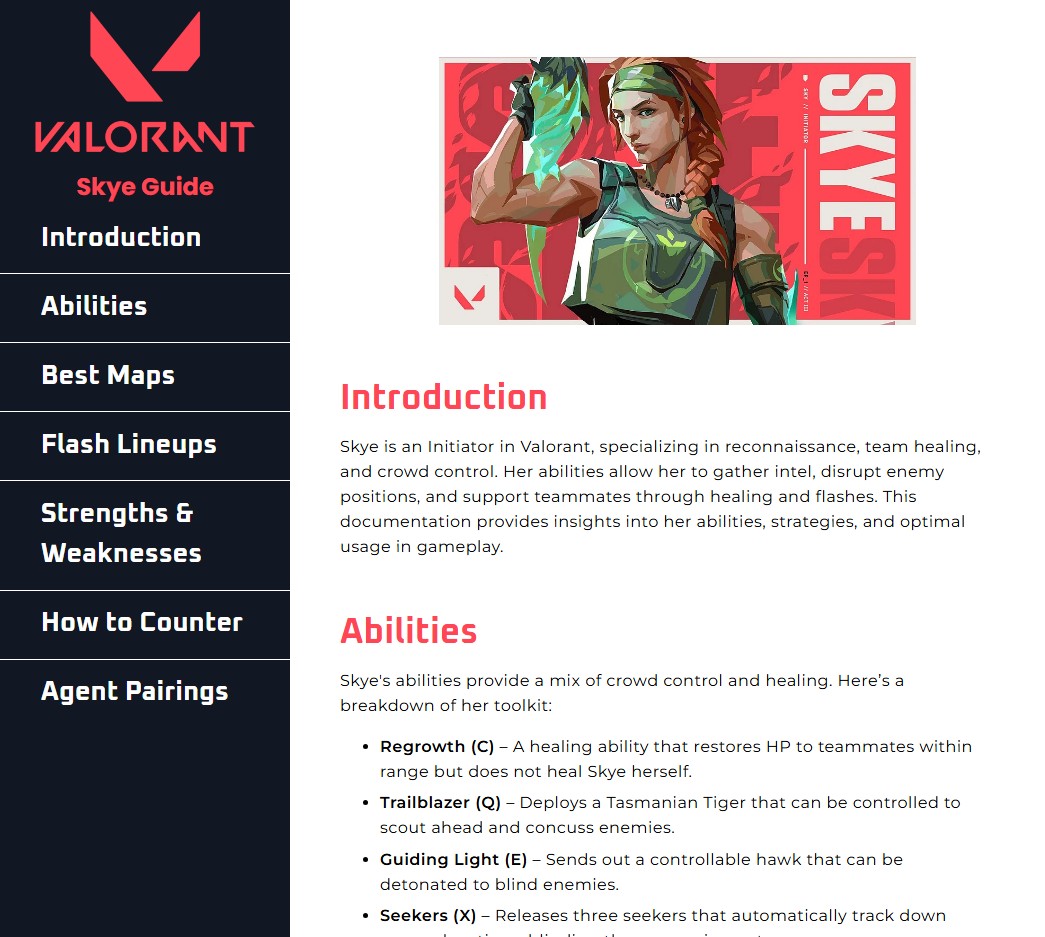 VALORANT
Skye Guide
Introduction
Abilities
Best Maps
Flash Lineups
Strengths &
Weaknesses
How to Counter
Agent Pairings
SKYE
SKY // INITIATOR
Introduction
Skye is an Initiator in Valorant, specializing in reconnaissance, team healing,
and crowd control. Her abilities allow her to gather intel, disrupt enemy
positions, and support teammates through healing and flashes. This
documentation provides insights into her abilities, strategies, and optimal
usage in gameplay.
Abilities
Skye's abilities provide a mix of crowd control and healing. Here’s a
breakdown of her toolkit:
• Regrowth (C) – A healing ability that restores HP to teammates within
range but does not heal Skye herself.
• Trailblazer (Q) – Deploys a Tasmanian Tiger that can be controlled to
scout ahead and concuss enemies.
• Guiding Light (E) – Sends out a controllable hawk that can be
detonated to blind enemies.
• Seekers (X) – Releases three seekers that automatically track down